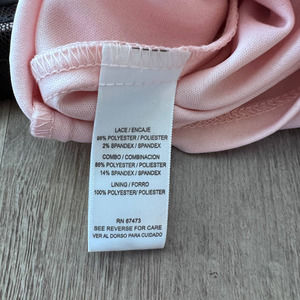 LACE / ENCAJE
98% POLYESTER / POLIESTER
2% SPANDEX / SPANDEX
COMBO / COMBINACION
86% POLYESTER / POLIESTER
14% SPANDEX / SPANDEX
LINING / FORRO
100% POLYESTER/ POLIESTER
RN 67473
SEE REVERSE FOR CARE
VER AL DORSO PARA CUIDADO